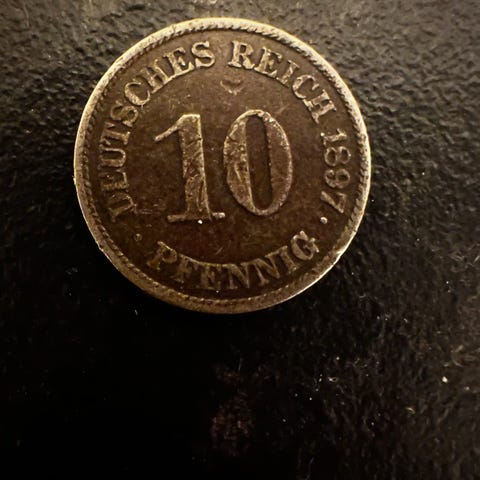 DEUTSCHES REICH 1897
10
· PFENNIG ·